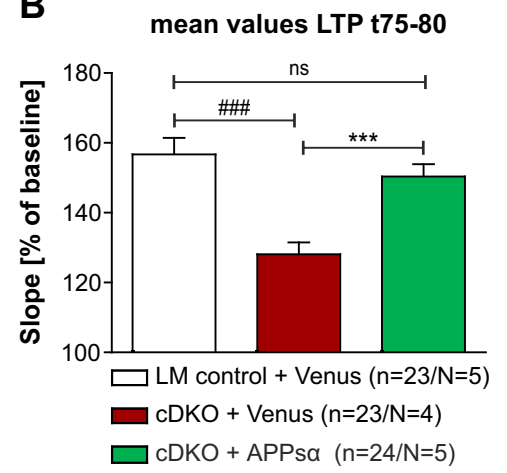 B
mean values LTP t75-80
Slope [% of baseline]
180
160
140
120
100
ns
###
***
LM control + Venus (n=23/N=5)
cDKO + Venus (n=23/N=4)
cDKO + APPsα (n=24/N=5)